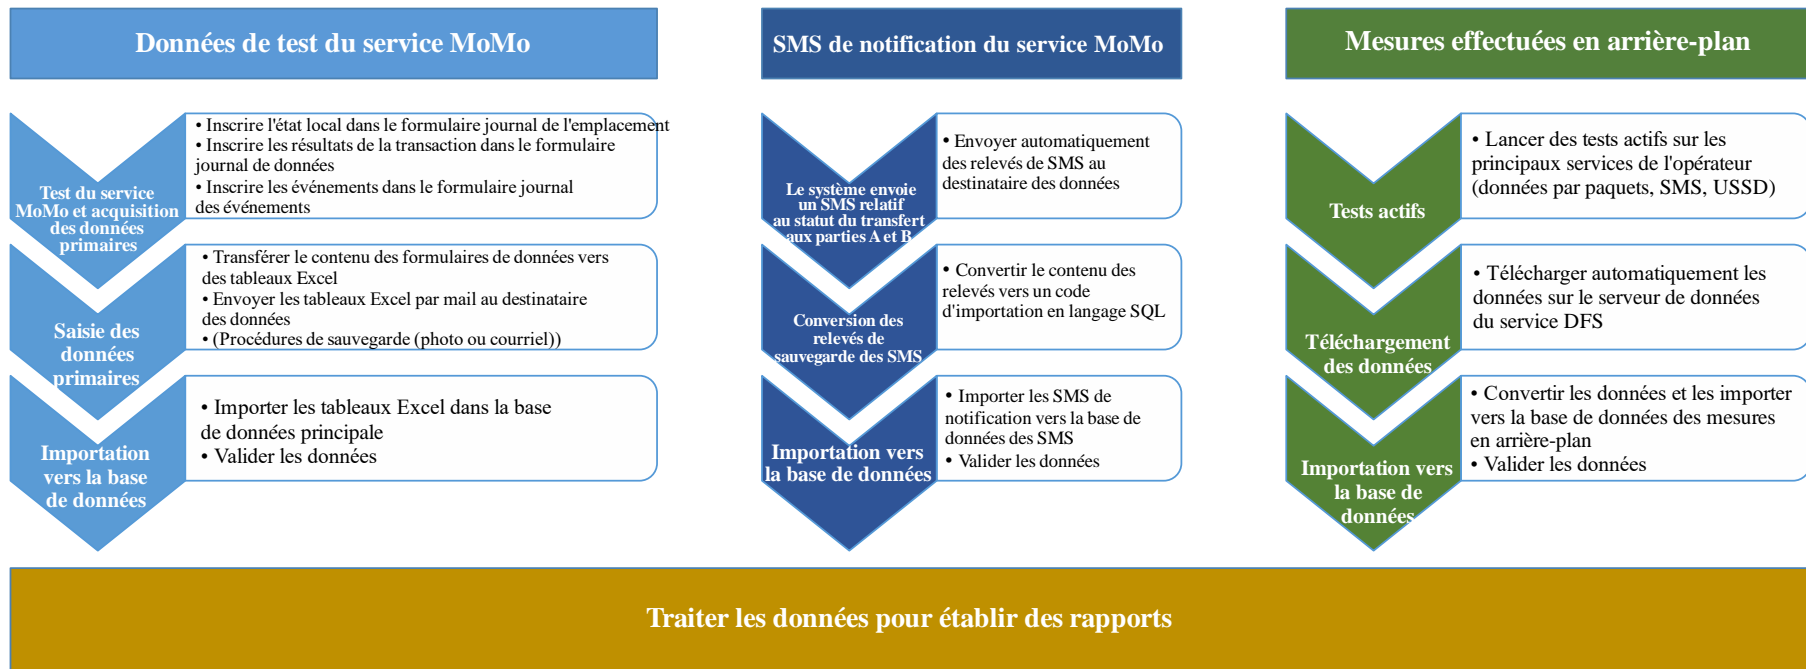 Données de test du service MoMo
• Inscrire l'état local dans le formulaire journal de l'emplacement
• Inscrire les résultats de la transaction dans le formulaire
journal de données
• Inscrire les événements dans le formulaire journal
des événements
Test du service
MoMo et acquisition
des données
primaires
• Transférer le contenu des formulaires de données vers
des tableaux Excel
• Envoyer les tableaux Excel par mail au destinataire
des données
• (Procédures de sauvegarde (photo ou courriel))
Saisie des
données
primaires
• Importer les tableaux Excel dans la base
de données principale
• Valider les données
Importation
vers la base
de données
SMS de notification du service MoMo
• Envoyer automatiquement
des relevés de SMS au
destinataire des données
Le système envoie
un SMS relatif
au statut du transfert
aux parties A et B
• Convertir le contenu des
relevés vers un code
d'importation en langage SQL
Conversion des
relevés de
sauvegarde des SMS
• Importer les SMS de
notification vers la base de
données des SMS
• Valider les données
Importation vers
la base de données
Mesures effectuées en arrière-plan
• Lancer des tests actifs sur les
principaux services de l'opérateur
(données par paquets, SMS, USSD)
Tests actifs
• Télécharger automatiquement les
données sur le serveur de données
du service DFS
Téléchargement
des données
• Convertir les données et les importer
vers la base de données des mesures
en arrière-plan
• Valider les données
Importation vers
la base de
données
Traiter les données pour établir des rapports